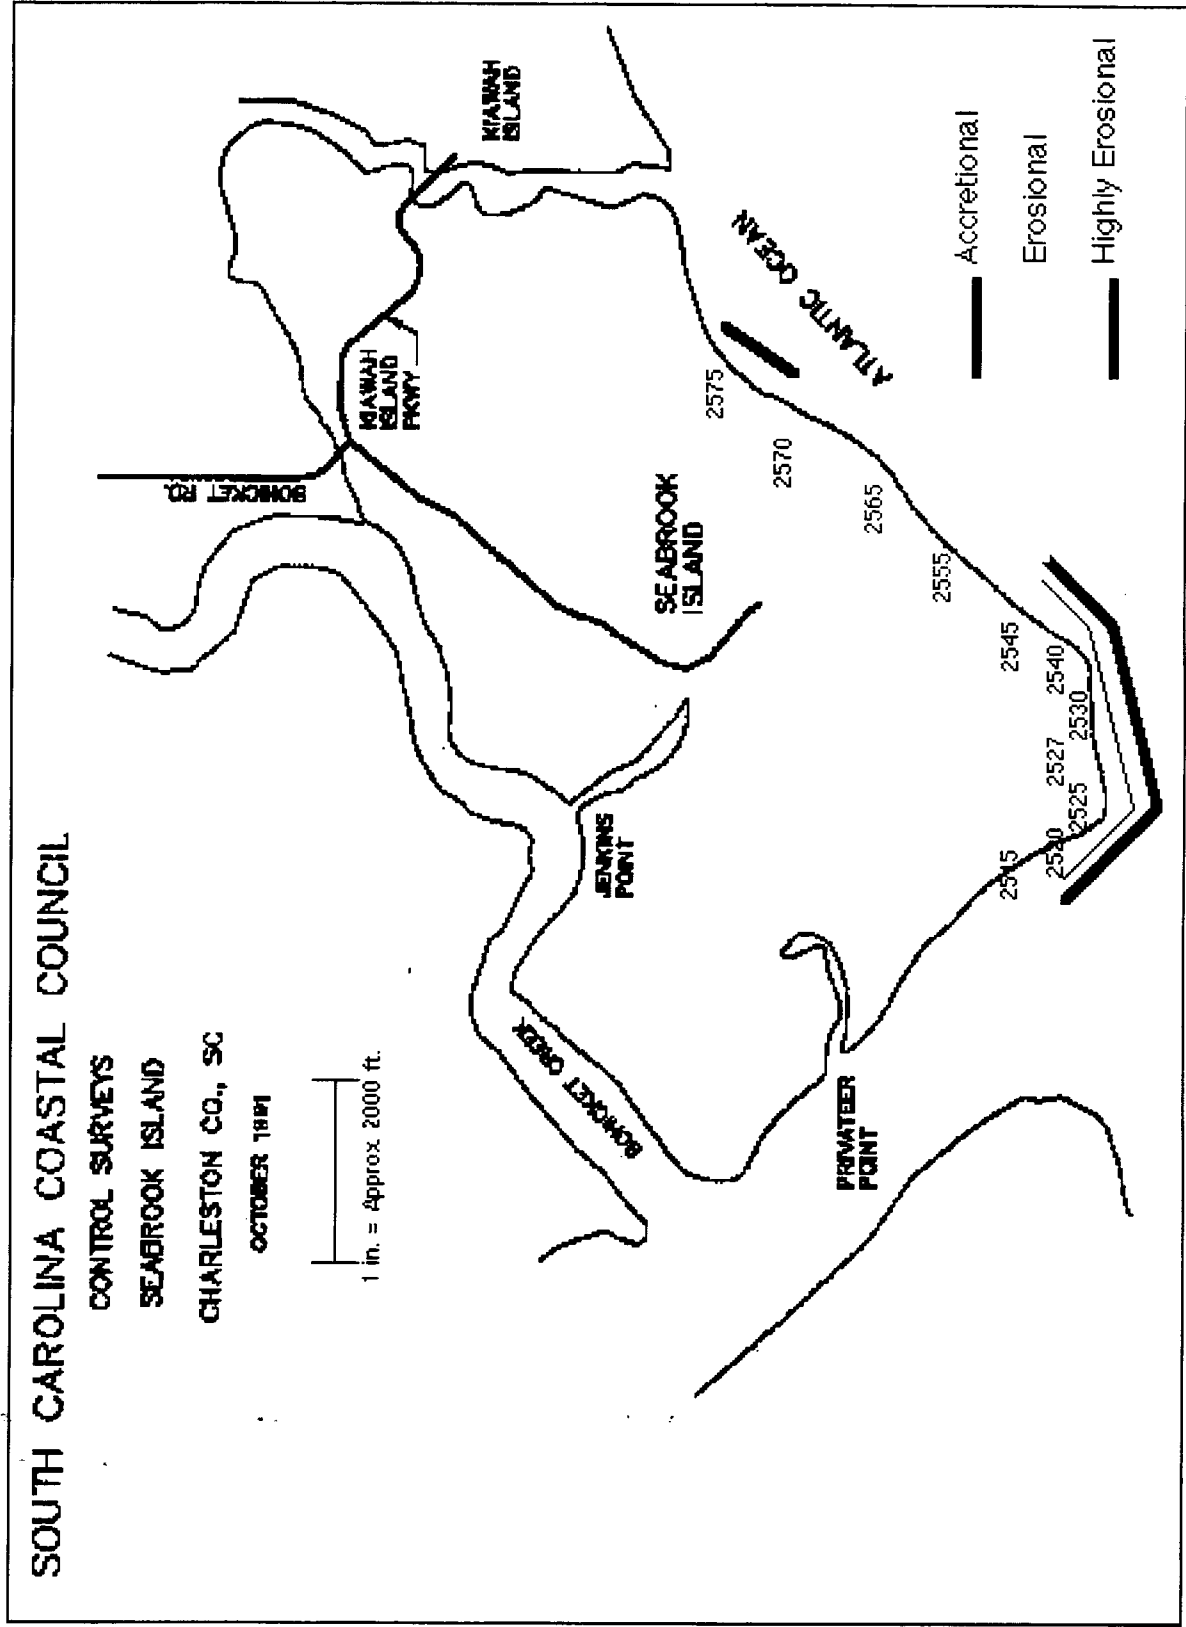 SOUTH CAROLINA COASTAL COUNCIL
CONTROL SURVEYS
SEABROOK ISLAND
CHARLESTON CO., SC
OCTOBER 1991
1 in. = Approx 2000 ft.
BOHICKET RD.
KIAWAH
ISLAND
PKWY
KIAWAH
ISLAND
BOHICKET CREEK
JENKINS
POINT
SEABROOK
ISLAND
PRIVATEER
POINT
ATLANTIC OCEAN
2575
2570
2565
2555
2545
2540
2530
2527
2525
2520
2515
Accretional
Erosional
Highly Erosional